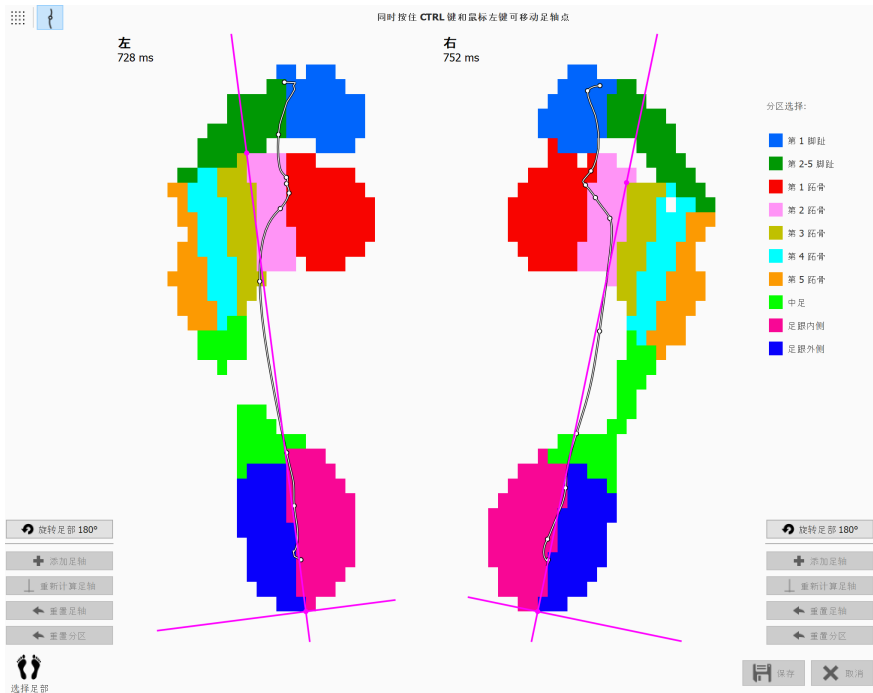 同时按住 CTRL 键和鼠标左键可移动足轴点
左
728 ms
右
752 ms
分区选择:
第 1 脚趾
第 2-5 脚趾
第 1 跖骨
第 2 跖骨
第 3 跖骨
第 4 跖骨
第 5 跖骨
中足
足跟内侧
足跟外侧
旋转足部 180°
添加足轴
重新计算足轴
重置足轴
重置分区
旋转足部 180°
添加足轴
重新计算足轴
重置足轴
重置分区
选择足部
保存
取消